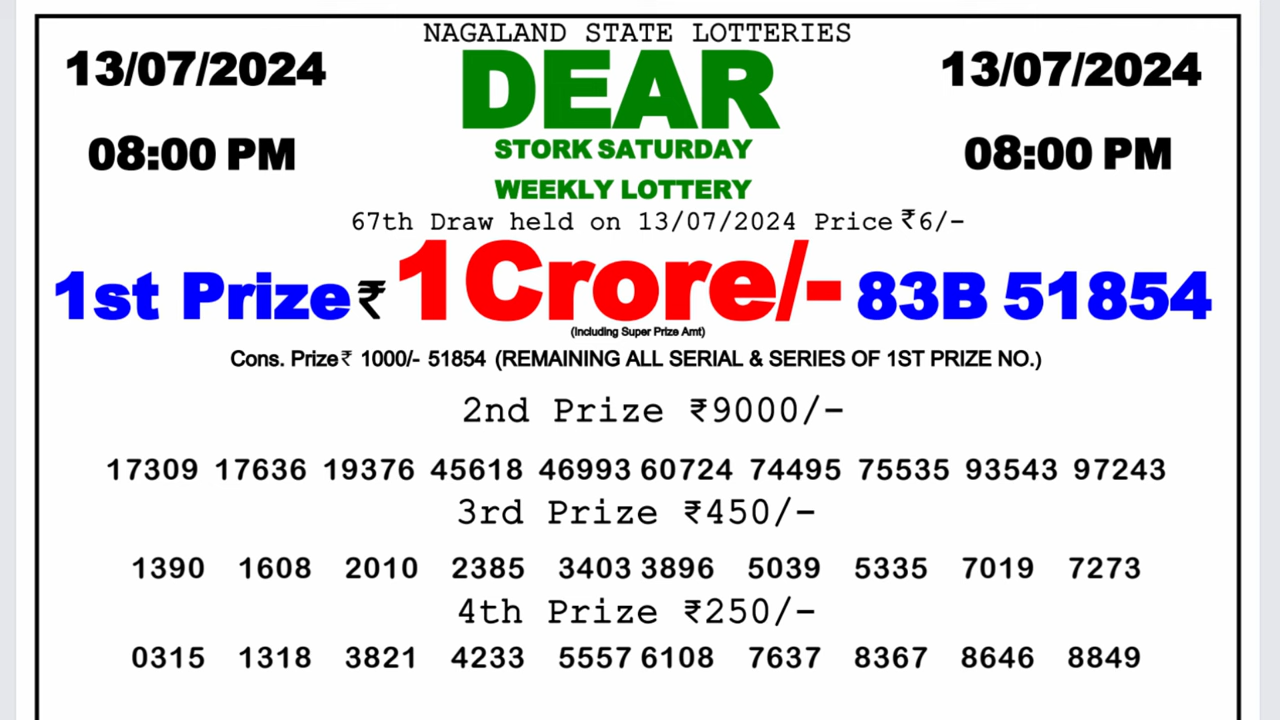 NAGALAND STATE LOTTERIES
13/07/2024 DEAR 13/07/2024
08:00 PM STORK SATURDAY 08:00 PM
WEEKLY LOTTERY
67th Draw held on 13/07/2024 Price ₹6/-
1st Prize ₹ 1 Crore/- 83B 51854
(Including Super Prize Amt)
Cons. Prize ₹ 1000/- 51854 (REMAINING ALL SERIAL & SERIES OF 1ST PRIZE NO.)
2nd Prize ₹9000/-
17309 17636 19376 45618 46993 60724 74495 75535 93543 97243
3rd Prize ₹450/-
1390 1608 2010 2385 3403 3896 5039 5335 7019 7273
4th Prize ₹250/-
0315 1318 3821 4233 5557 6108 7637 8367 8646 8849